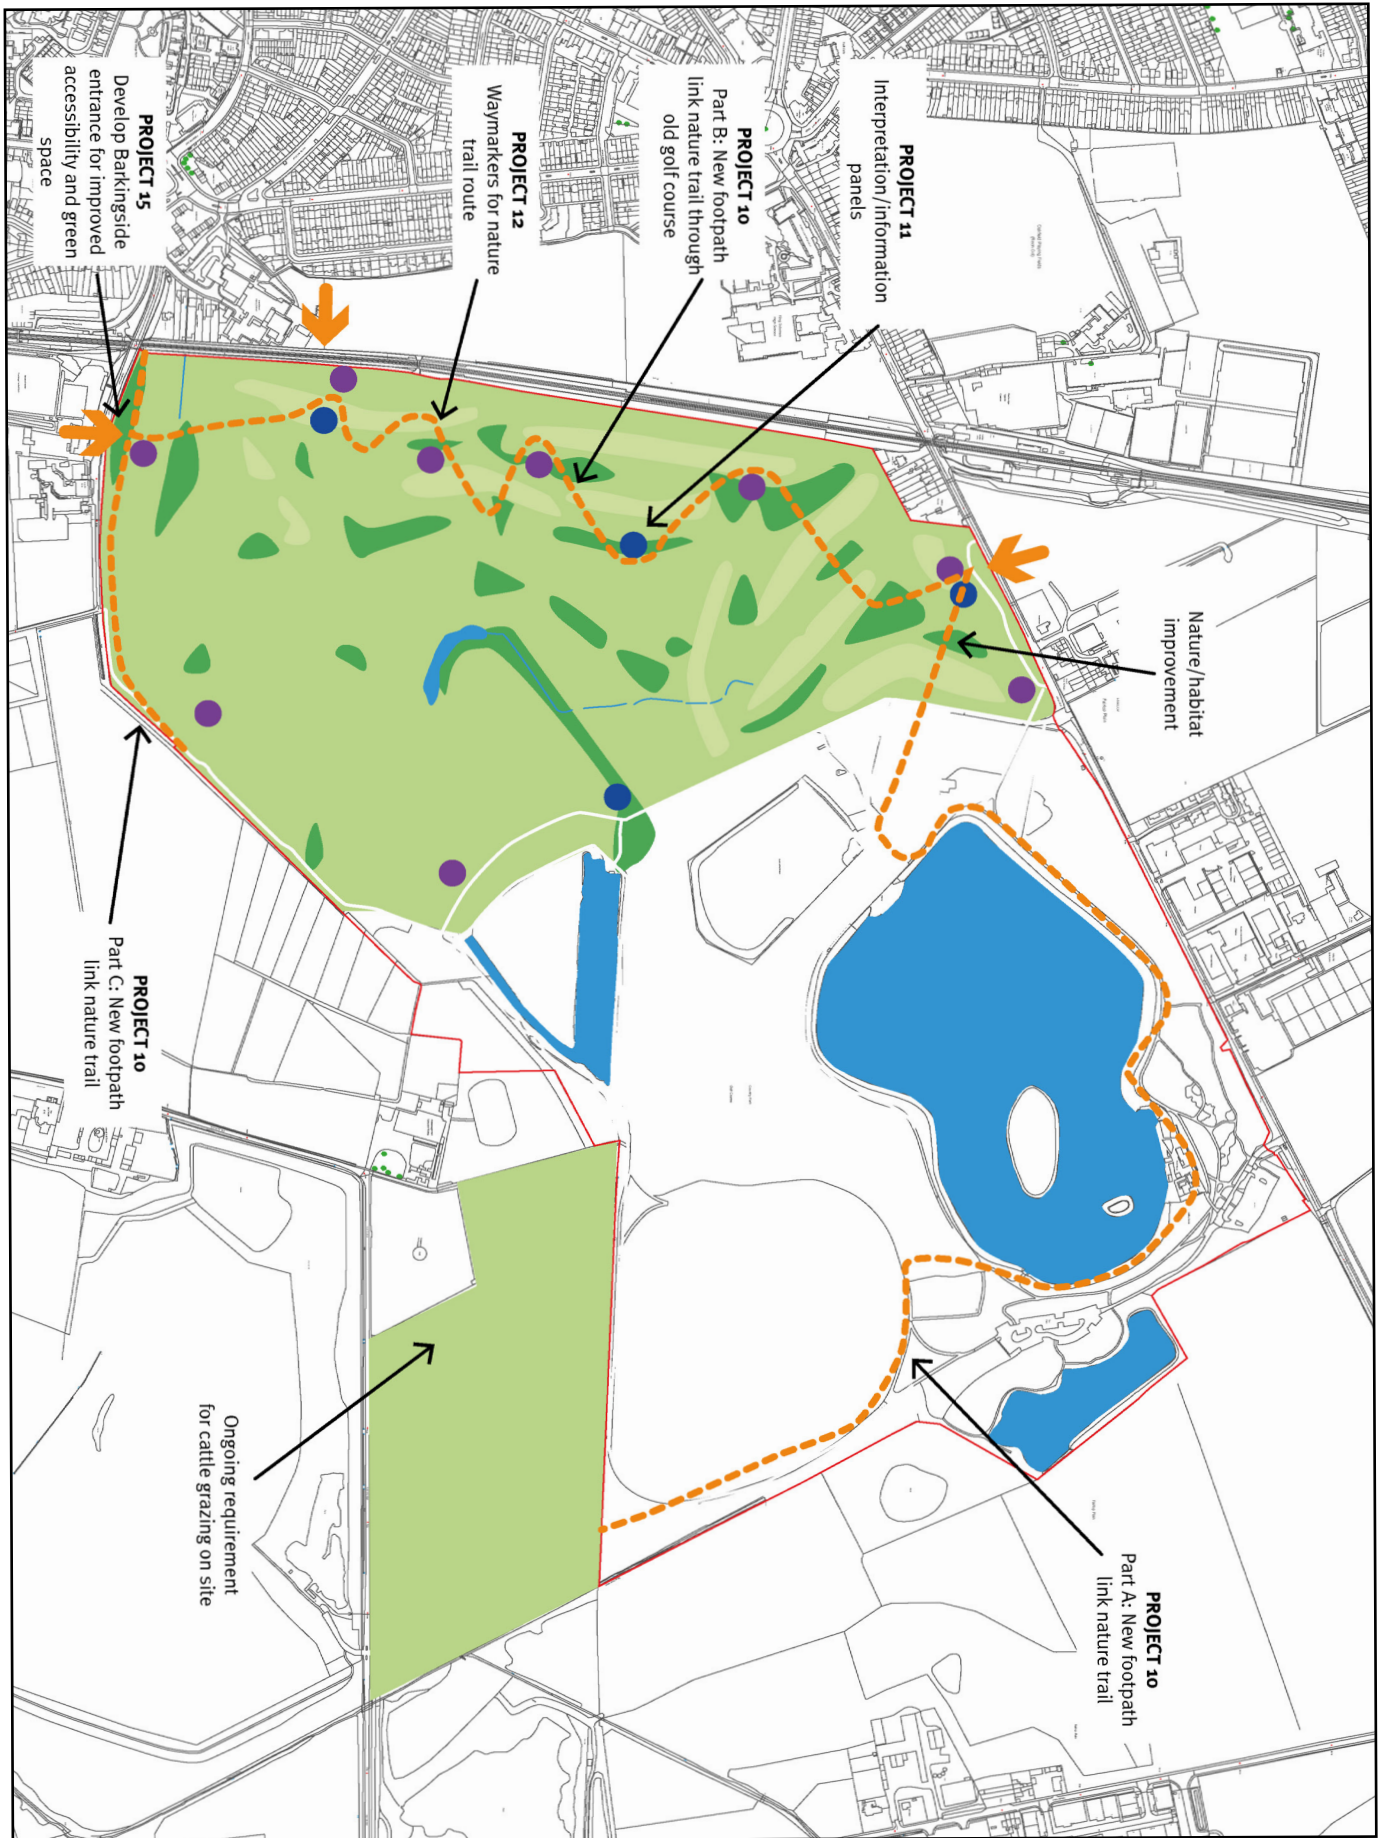 PROJECT 11
Interpretation/information
panels
PROJECT 10
Part B: New footpath
link nature trail through
old golf course
PROJECT 12
Waymarkers for nature
trail route
PROJECT 15
Develop Barkingside
entrance for improved
accessibility and green
space
Nature/habitat
improvement
PROJECT 10
Part C: New footpath
link nature trail
PROJECT 10
Part A: New footpath
link nature trail
Ongoing requirement
for cattle grazing on site